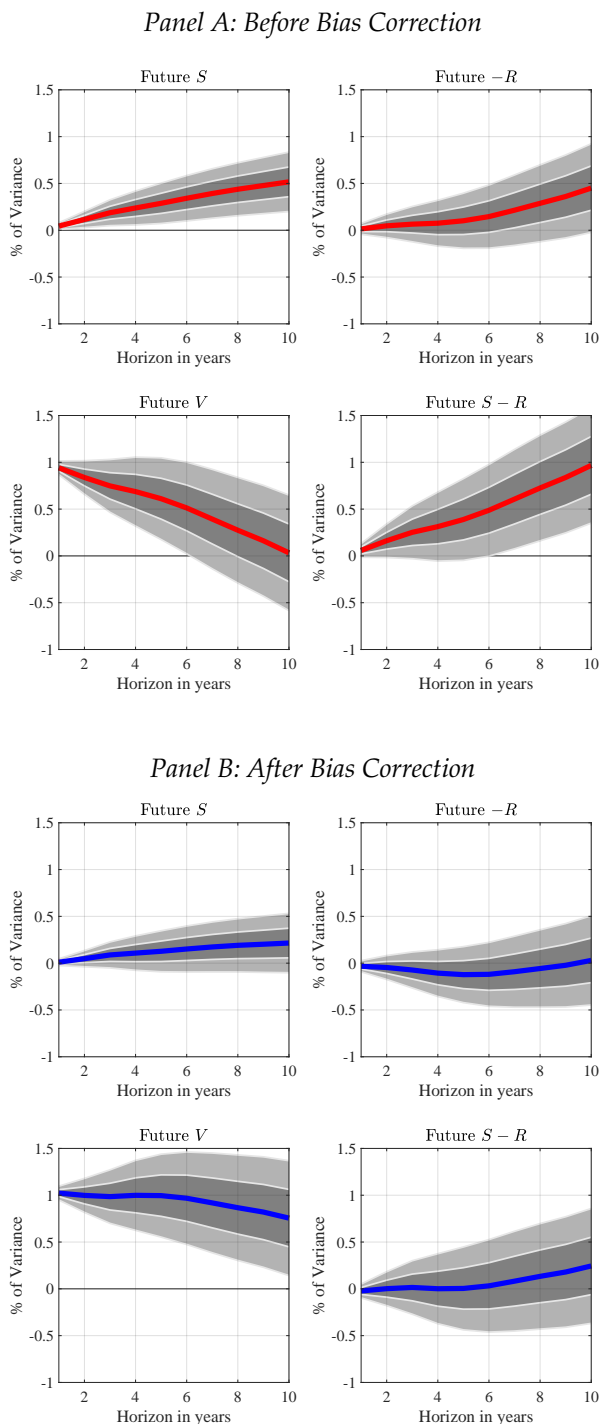 Panel A: Before Bias Correction
Future S
Future −R
% of Variance
1.5
1
0.5
0
-0.5
-1
2 4 6 8 10
Horizon in years
% of Variance
1.5
1
0.5
0
-0.5
-1
2 4 6 8 10
Horizon in years
Future V
Future S − R
% of Variance
1.5
1
0.5
0
-0.5
-1
2 4 6 8 10
Horizon in years
% of Variance
1.5
1
0.5
0
-0.5
-1
2 4 6 8 10
Horizon in years
Panel B: After Bias Correction
Future S
Future −R
% of Variance
1.5
1
0.5
0
-0.5
-1
2 4 6 8 10
Horizon in years
% of Variance
1.5
1
0.5
0
-0.5
-1
2 4 6 8 10
Horizon in years
Future V
Future S − R
% of Variance
1.5
1
0.5
0
-0.5
-1
2 4 6 8 10
Horizon in years
% of Variance
1.5
1
0.5
0
-0.5
-1
2 4 6 8 10
Horizon in years